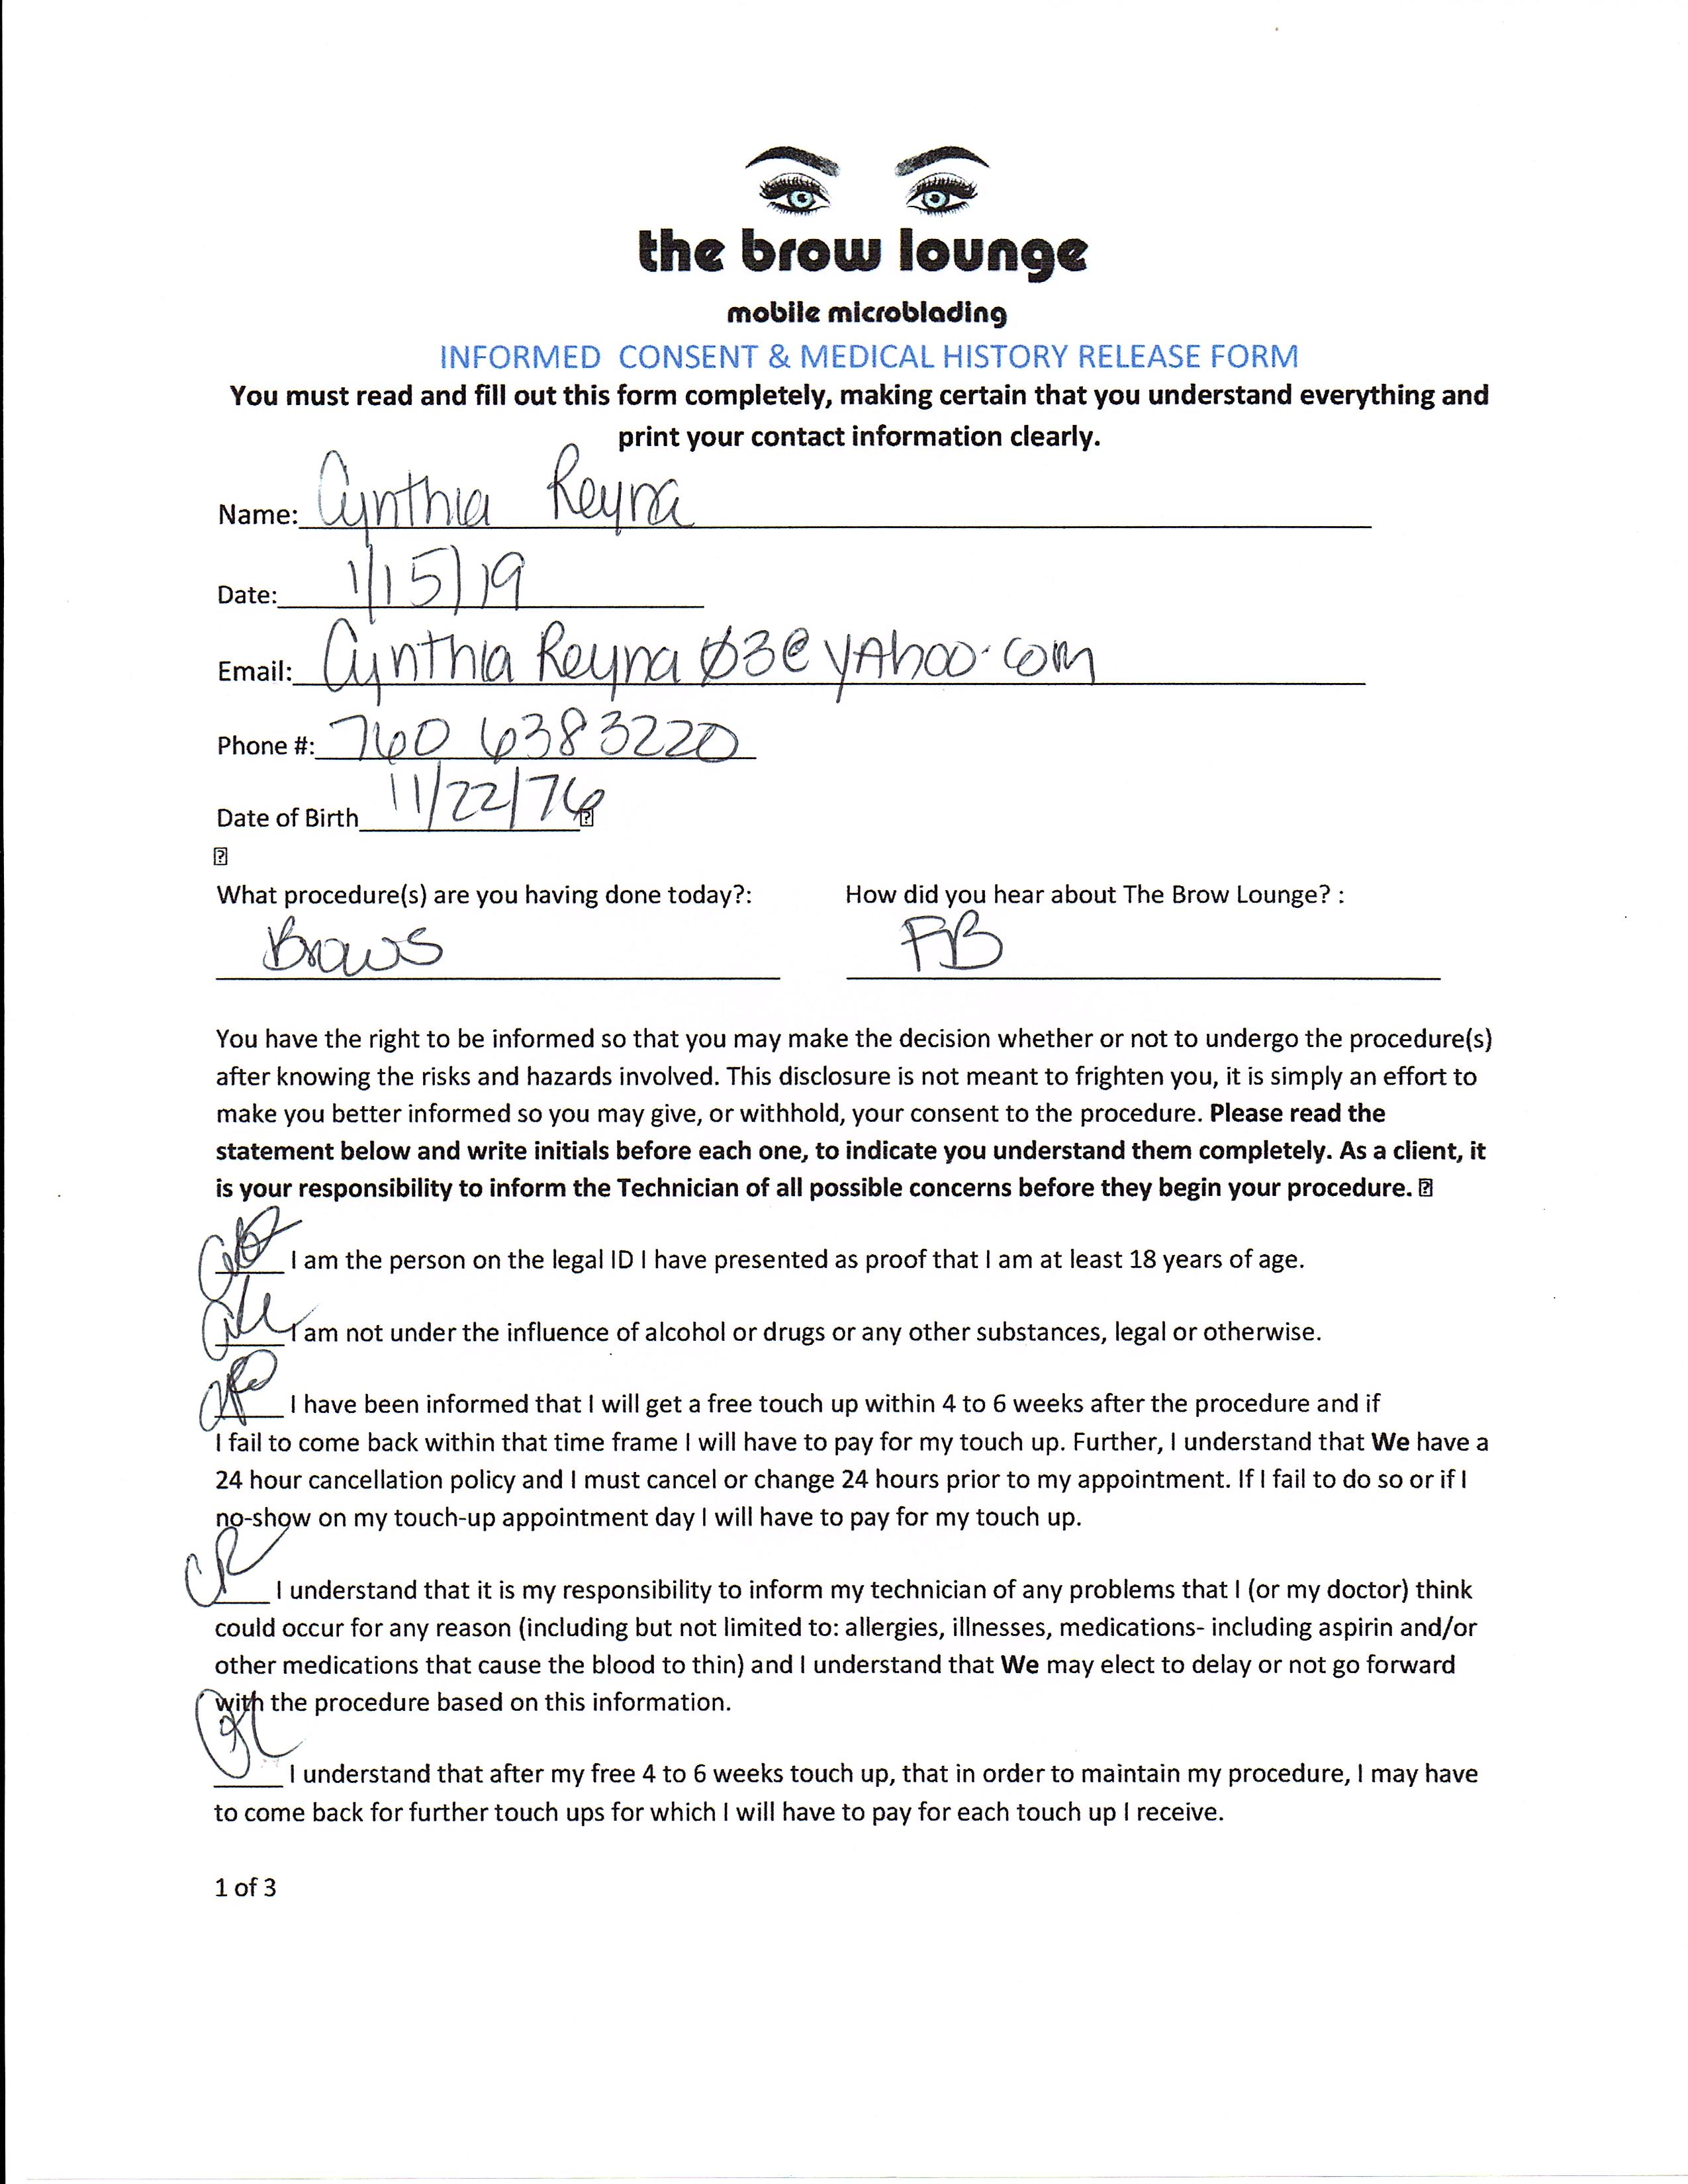 the brow lounge
mobile microblading
INFORMED CONSENT & MEDICAL HISTORY RELEASE FORM
You must read and fill out this form completely, making certain that you understand everything and
print your contact information clearly.
Name: Cynthia Reyna
Date: 1/15/19
Email: CynthiaReyna03@yahoo.com
Phone #: 760 6383220
Date of Birth 11/22/76
What procedure(s) are you having done today?: How did you hear about The Brow Lounge? :
Brows FB
You have the right to be informed so that you may make the decision whether or not to undergo the procedure(s)
after knowing the risks and hazards involved. This disclosure is not meant to frighten you, it is simply an effort to
make you better informed so you may give, or withhold, your consent to the procedure. Please read the
statement below and write initials before each one, to indicate you understand them completely. As a client, it
is your responsibility to inform the Technician of all possible concerns before they begin your procedure.
I am the person on the legal ID I have presented as proof that I am at least 18 years of age.
I am not under the influence of alcohol or drugs or any other substances, legal or otherwise.
I have been informed that I will get a free touch up within 4 to 6 weeks after the procedure and if
I fail to come back within that time frame I will have to pay for my touch up. Further, I understand that We have a
24 hour cancellation policy and I must cancel or change 24 hours prior to my appointment. If I fail to do so or if I
no-show on my touch-up appointment day I will have to pay for my touch up.
CR I understand that it is my responsibility to inform my technician of any problems that I (or my doctor) think
could occur for any reason (including but not limited to: allergies, illnesses, medications- including aspirin and/or
other medications that cause the blood to thin) and I understand that We may elect to delay or not go forward
with the procedure based on this information.
I understand that after my free 4 to 6 weeks touch up, that in order to maintain my procedure, I may have
to come back for further touch ups for which I will have to pay for each touch up I receive.
1 of 3